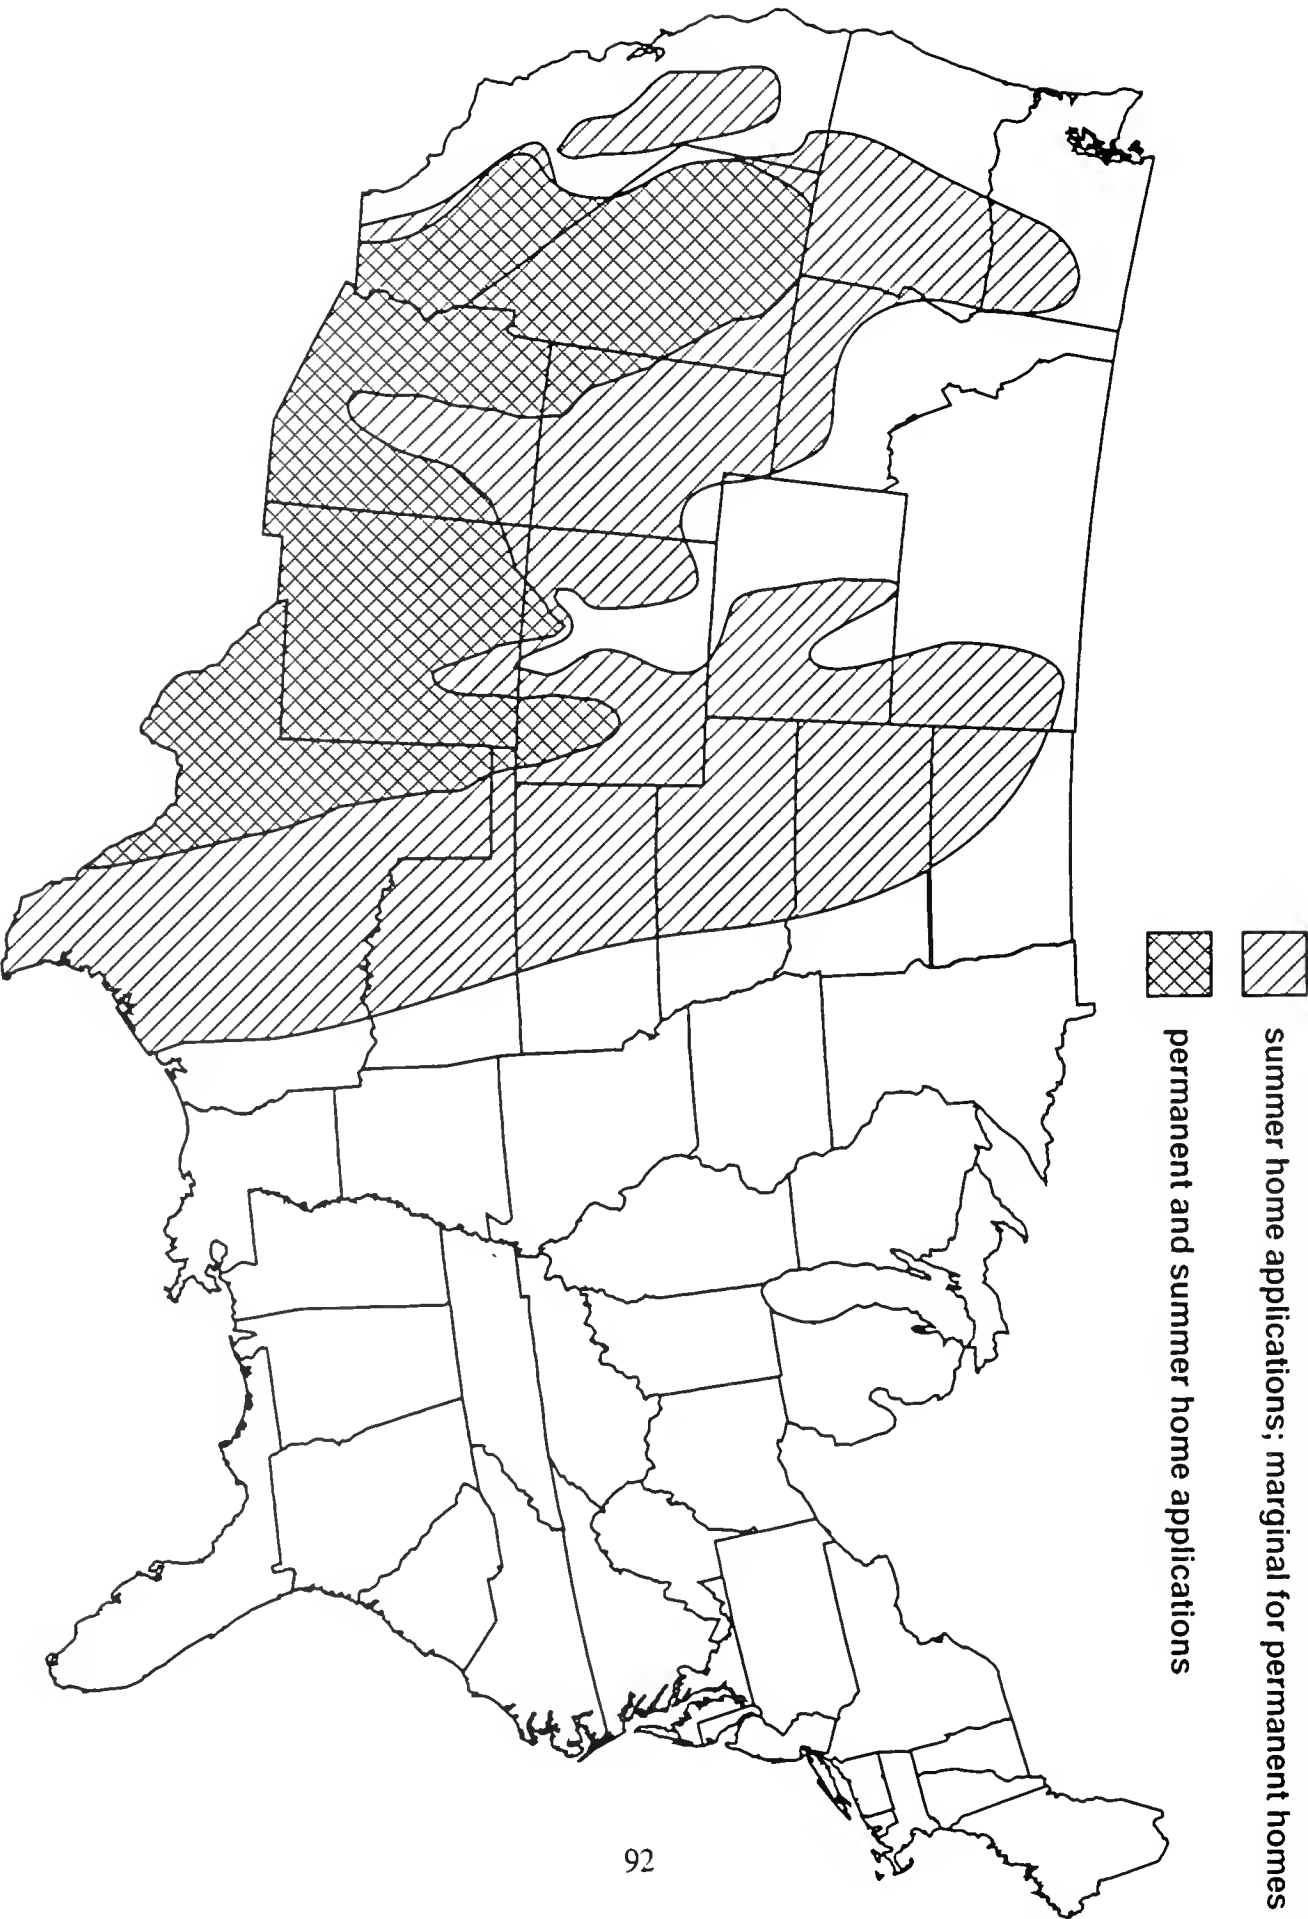 summer home applications; marginal for permanent homes
permanent and summer home applications
92